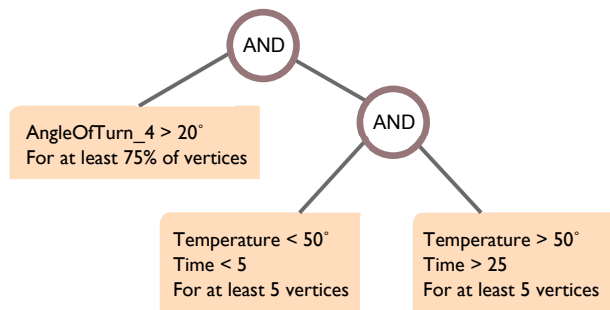 AND
AngleOfTurn_4 > 20°
For at least 75% of vertices
AND
Temperature < 50°
Time < 5
For at least 5 vertices
Temperature > 50°
Time > 25
For at least 5 vertices